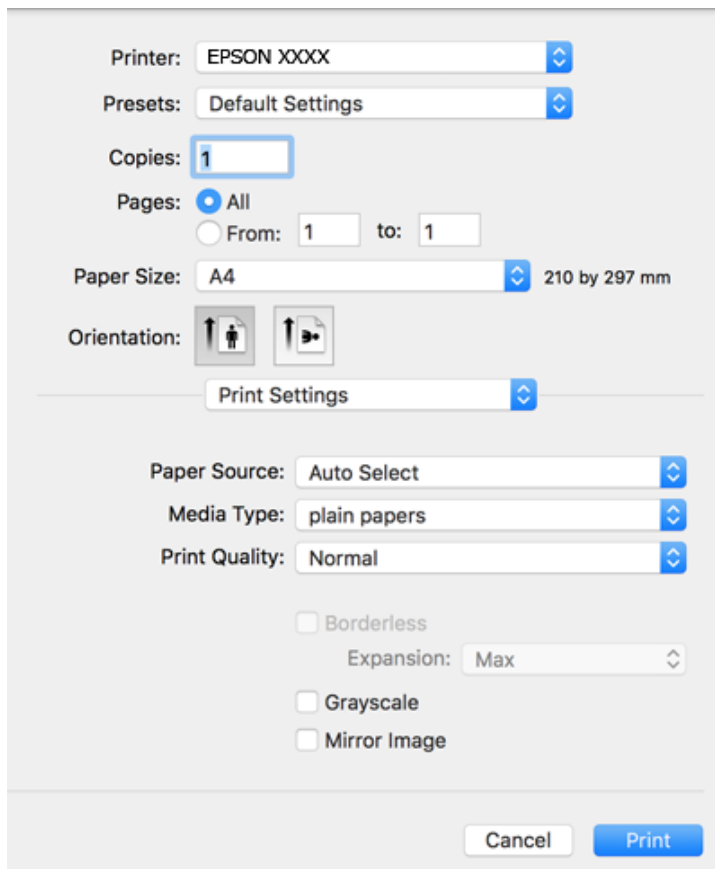 Printer: EPSON XXXX
Presets: Default Settings
Copies: 1
Pages: All
From: 1 to: 1
Paper Size: A4 210 by 297 mm
Orientation:
Print Settings
Paper Source: Auto Select
Media Type: plain papers
Print Quality: Normal
Borderless
Expansion: Max
Grayscale
Mirror Image
Cancel Print